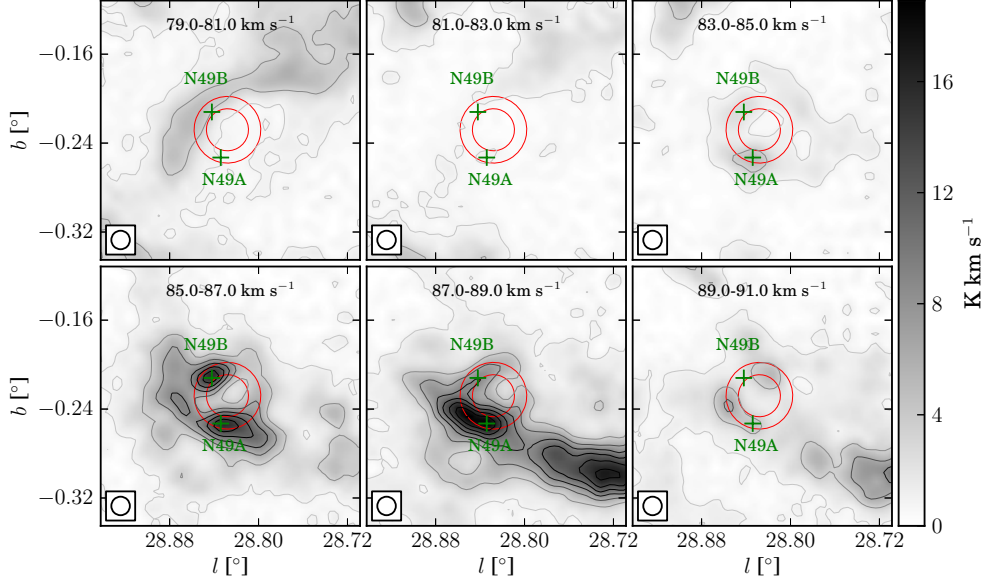 79.0-81.0 km s⁻¹
81.0-83.0 km s⁻¹
83.0-85.0 km s⁻¹
N49B
N49B
N49B
N49A
N49A
N49A
−0.16
−0.24
−0.32
b [°]
85.0-87.0 km s⁻¹
87.0-89.0 km s⁻¹
89.0-91.0 km s⁻¹
N49B
N49B
N49B
N49A
N49A
N49A
−0.16
−0.24
−0.32
b [°]
28.88 28.80 28.72
28.88 28.80 28.72
28.88 28.80 28.72
l [°]
l [°]
l [°]
16
12
8
4
0
K km s⁻¹